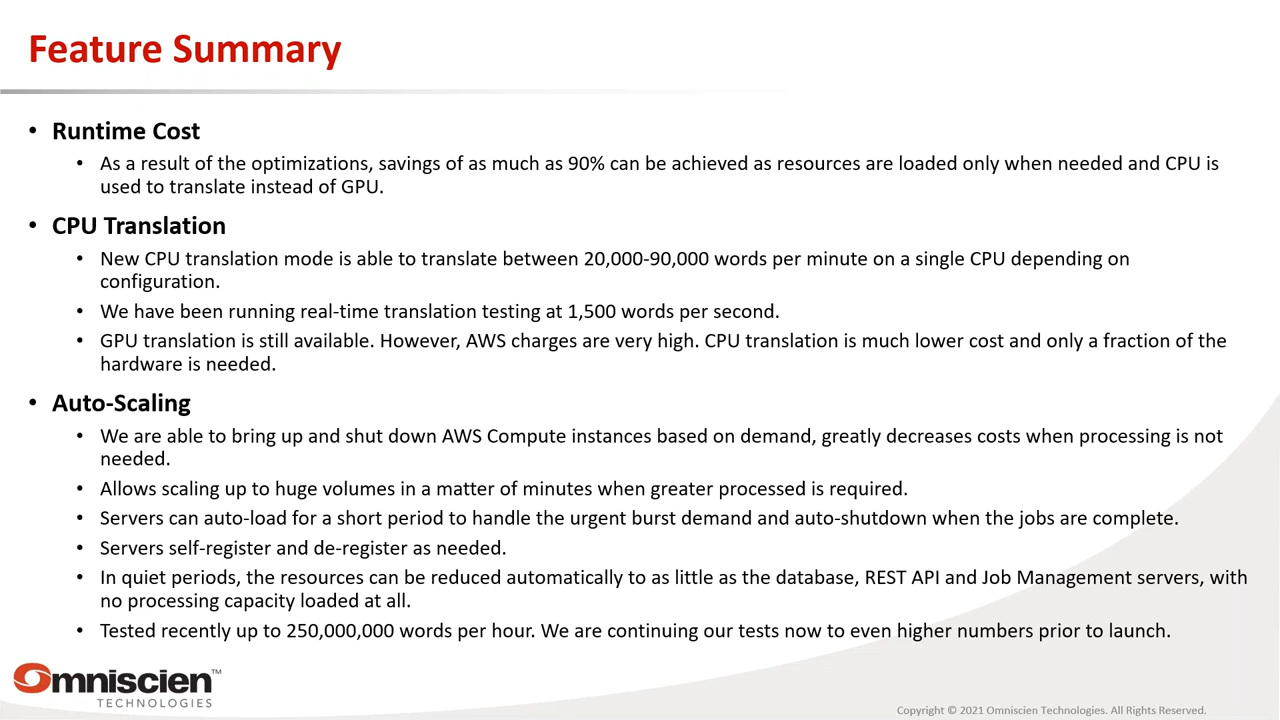 Feature Summary
• Runtime Cost
• As a result of the optimizations, savings of as much as 90% can be achieved as resources are loaded only when needed and CPU is
used to translate instead of GPU.
• CPU Translation
• New CPU translation mode is able to translate between 20,000-90,000 words per minute on a single CPU depending on
configuration.
• We have been running real-time translation testing at 1,500 words per second.
• GPU translation is still available. However, AWS charges are very high. CPU translation is much lower cost and only a fraction of the
hardware is needed.
• Auto-Scaling
• We are able to bring up and shut down AWS Compute instances based on demand, greatly decreases costs when processing is not
needed.
• Allows scaling up to huge volumes in a matter of minutes when greater processed is required.
• Servers can auto-load for a short period to handle the urgent burst demand and auto-shutdown when the jobs are complete.
• Servers self-register and de-register as needed.
• In quiet periods, the resources can be reduced automatically to as little as the database, REST API and Job Management servers, with
no processing capacity loaded at all.
• Tested recently up to 250,000,000 words per hour. We are continuing our tests now to even higher numbers prior to launch.
Omniscien™
TECHNOLOGIES
Copyright © 2021 Omniscien Technologies. All Rights Reserved.